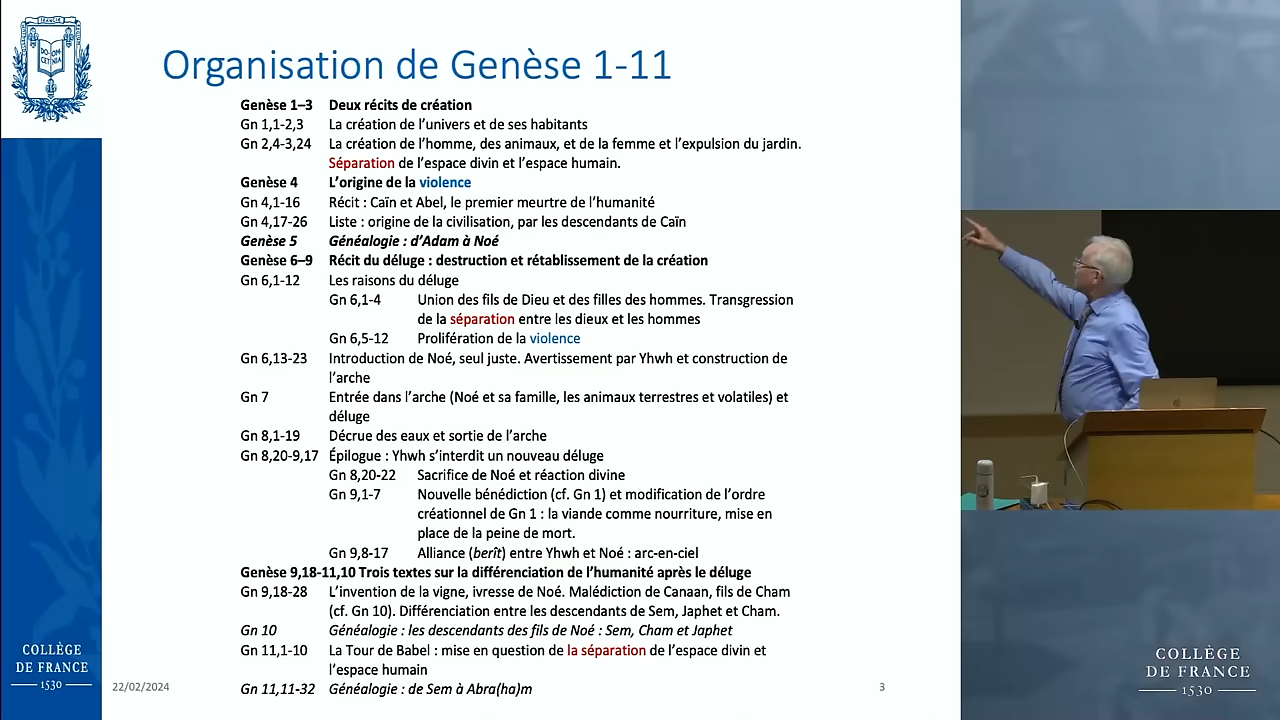 DO CET
OM NIA
Organisation de Genèse 1-11
Genèse 1–3 Deux récits de création
Gn 1,1-2,3 La création de l’univers et de ses habitants
Gn 2,4-3,24 La création de l’homme, des animaux, et de la femme et l’expulsion du jardin.
Séparation de l’espace divin et l’espace humain.
Genèse 4 L’origine de la violence
Gn 4,1-16 Récit : Caïn et Abel, le premier meurtre de l’humanité
Gn 4,17-26 Liste : origine de la civilisation, par les descendants de Caïn
Genèse 5 Généalogie : d’Adam à Noé
Genèse 6–9 Récit du déluge : destruction et rétablissement de la création
Gn 6,1-12 Les raisons du déluge
Gn 6,1-4 Union des fils de Dieu et des filles des hommes. Transgression
de la séparation entre les dieux et les hommes
Gn 6,5-12 Prolifération de la violence
Gn 6,13-23 Introduction de Noé, seul juste. Avertissement par Yhwh et construction de
l’arche
Gn 7 Entrée dans l’arche (Noé et sa famille, les animaux terrestres et volatiles) et
déluge
Gn 8,1-19 Décrue des eaux et sortie de l’arche
Gn 8,20-9,17 Épilogue : Yhwh s’interdit un nouveau déluge
Gn 8,20-22 Sacrifice de Noé et réaction divine
Gn 9,1-7 Nouvelle bénédiction (cf. Gn 1) et modification de l’ordre
créationnel de Gn 1 : la viande comme nourriture, mise en
place de la peine de mort.
Gn 9,8-17 Alliance (berît) entre Yhwh et Noé : arc-en-ciel
Genèse 9,18-11,10 Trois textes sur la différenciation de l’humanité après le déluge
Gn 9,18-28 L’invention de la vigne, ivresse de Noé. Malédiction de Canaan, fils de Cham
(cf. Gn 10). Différenciation entre les descendants de Sem, Japhet et Cham.
Gn 10 Généalogie : les descendants des fils de Noé : Sem, Cham et Japhet
Gn 11,1-10 La Tour de Babel : mise en question de la séparation de l’espace divin et
l’espace humain
Gn 11,11-32 Généalogie : de Sem à Abra(ha)m
COLLÈGE
DE FRANCE
1530
22/02/2024
3
COLLÈGE
DE FRANCE
1530